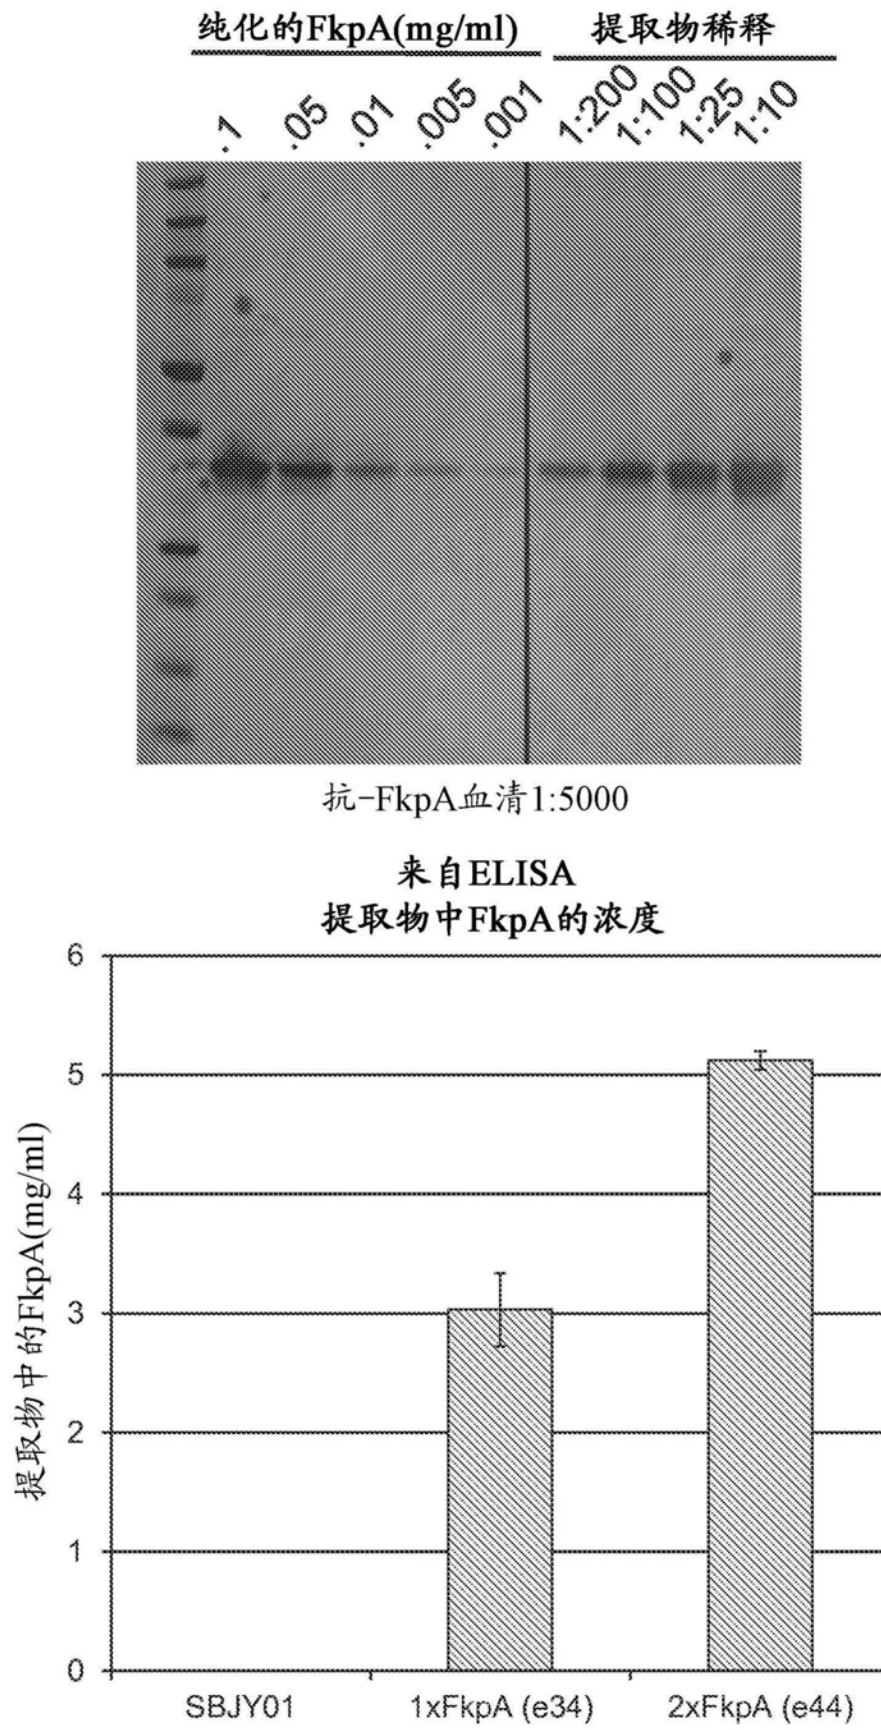 纯化的FkpA(mg/ml) 提取物稀释
.1 .05 .01 .005 .001 1:200 1:100 1:25 1:10
抗-FkpA血清1:5000
来自ELISA
提取物中FkpA的浓度
提取物中的FkpA(mg/ml)
6
5
4
3
2
1
0
SBJY01 1xFkpA (e34) 2xFkpA (e44)